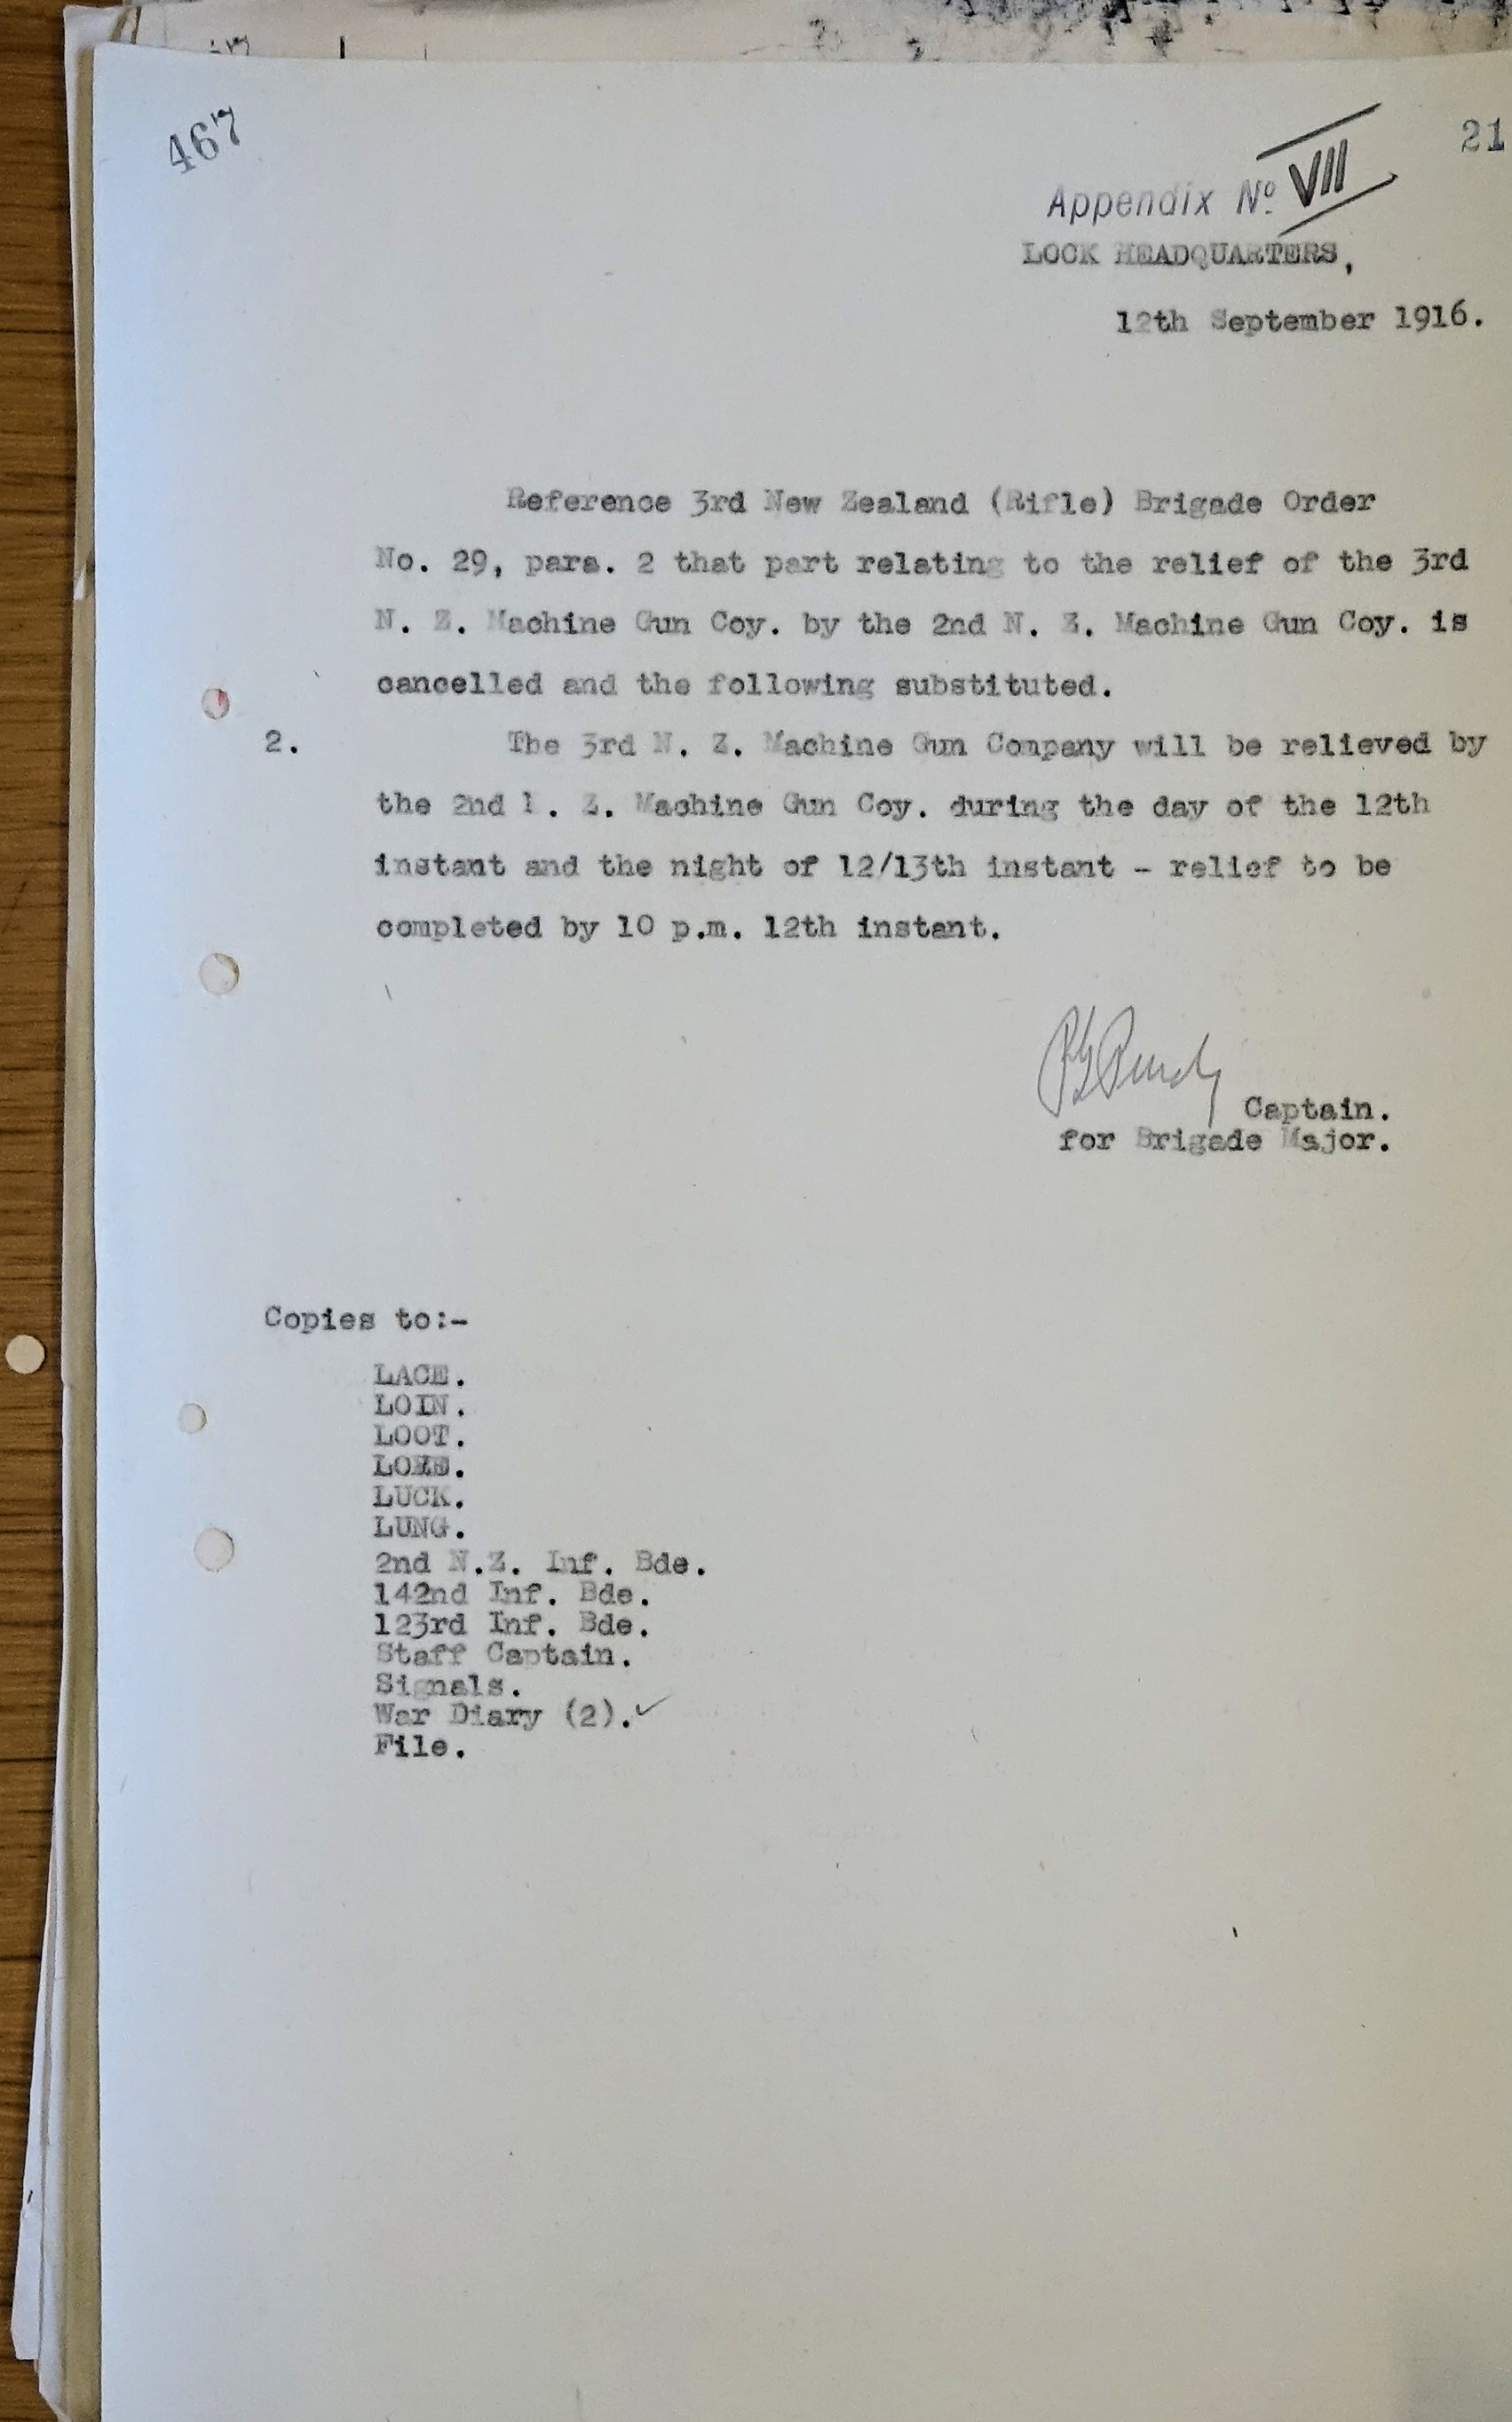 467
21
Appendix Nº VII
LOCK HEADQUARTERS,
12th September 1916.
Reference 3rd New Zealand (Rifle) Brigade Order
No. 29, para. 2 that part relating to the relief of the 3rd
N. Z. Machine Gun Coy. by the 2nd N. Z. Machine Gun Coy. is
cancelled and the following substituted.
2. The 3rd N. Z. Machine Gun Company will be relieved by
the 2nd N. Z. Machine Gun Coy. during the day of the 12th
instant and the night of 12/13th instant - relief to be
completed by 10 p.m. 12th instant.
Captain.
for Brigade Major.
Copies to:-
LACE.
LOIN.
LOOT.
LUCK.
LUNG.
2nd N.Z. Inf. Bde.
142nd Inf. Bde.
123rd Inf. Bde.
Staff Captain.
Signals.
War Diary (2).✓
File.